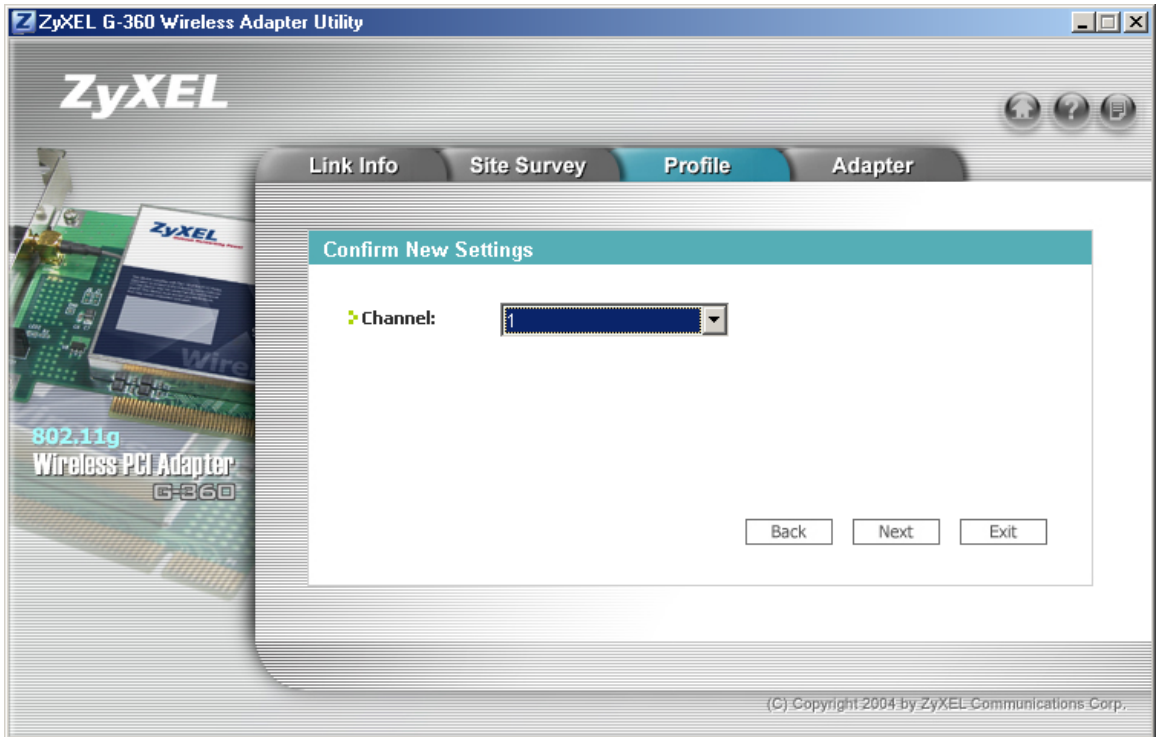 ZyXEL G-360 Wireless Adapter Utility
ZyXEL
Link Info
Site Survey
Profile
Adapter
ZyXEL
Confirm New Settings
Channel:
1
Wire
802.11g
Wireless PCI Adapter
G-360
Back
Next
Exit
(C) Copyright 2004 by ZyXEL Communications Corp.